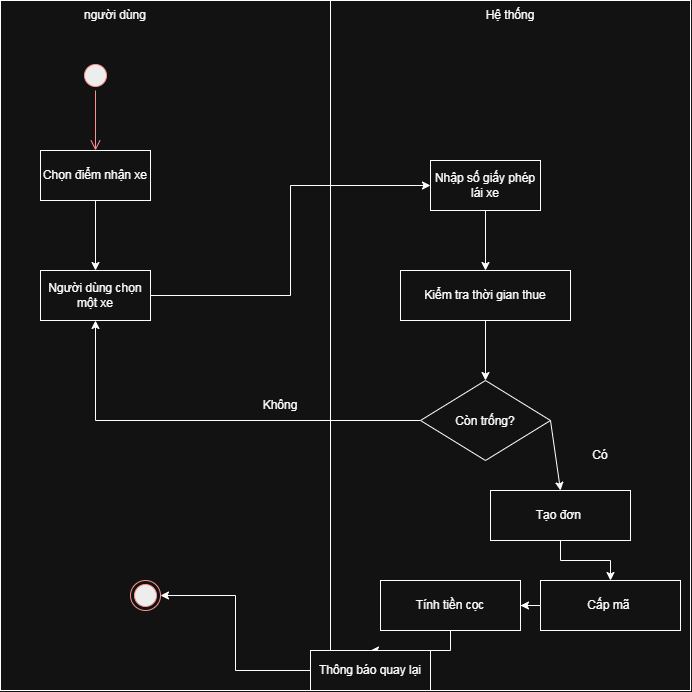 người dùng
Hệ thống
Chọn điểm nhận xe
Nhập số giấy phép
lái xe
Người dùng chọn
một xe
Kiểm tra thời gian thue
Không
Còn trống?
Có
Tạo đơn
Tính tiền cọc
Cấp mã
Thông báo quay lại